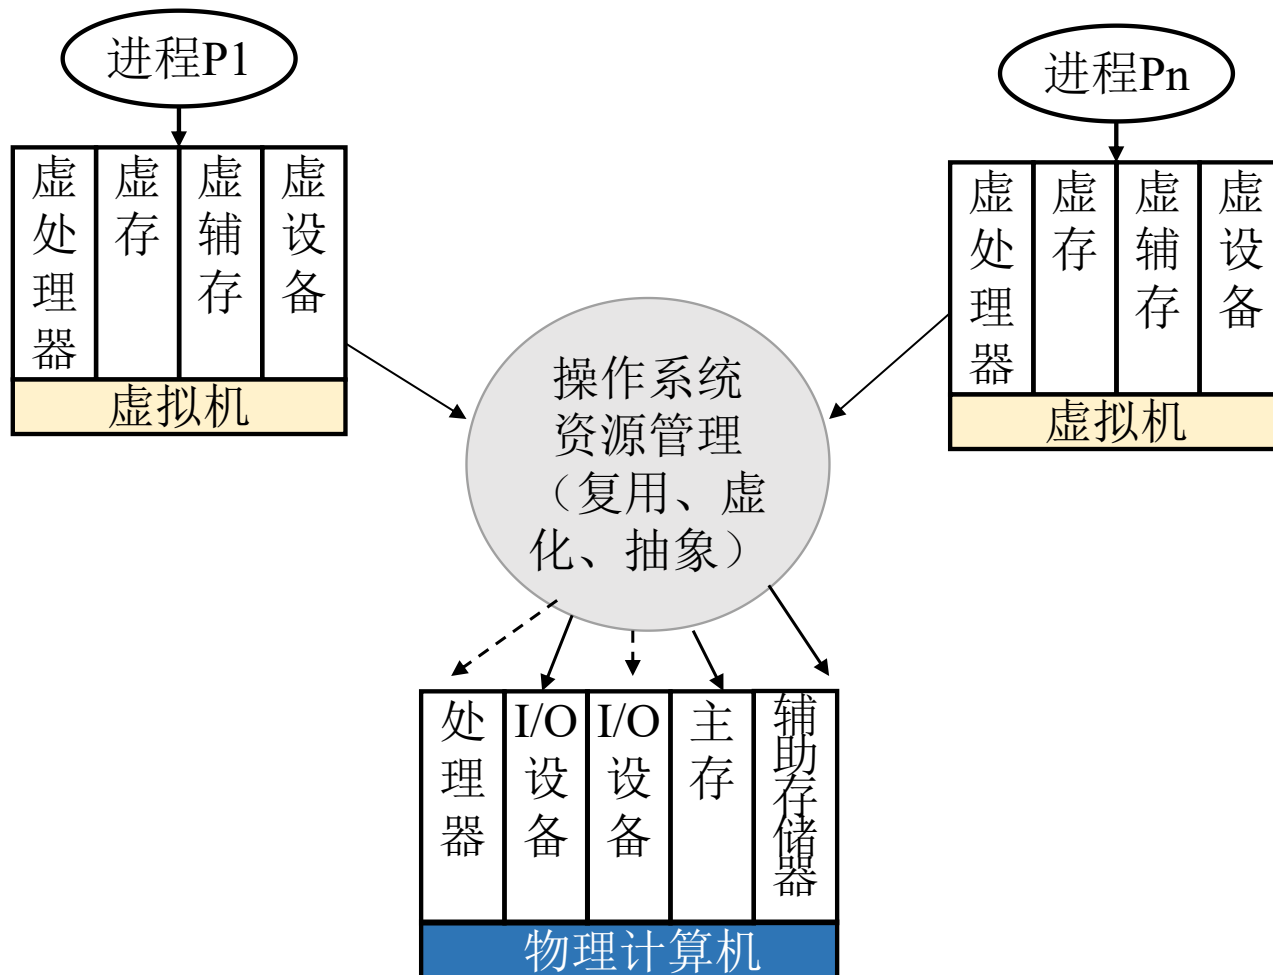 进程P1
进程Pn
虚处理器
虚存
虚辅存
虚设备
虚拟机
虚处理器
虚存
虚辅存
虚设备
虚拟机
操作系统
资源管理
（复用、虚
化、抽象）
处理器
I/O设备
I/O设备
主存
辅助存储器
物理计算机